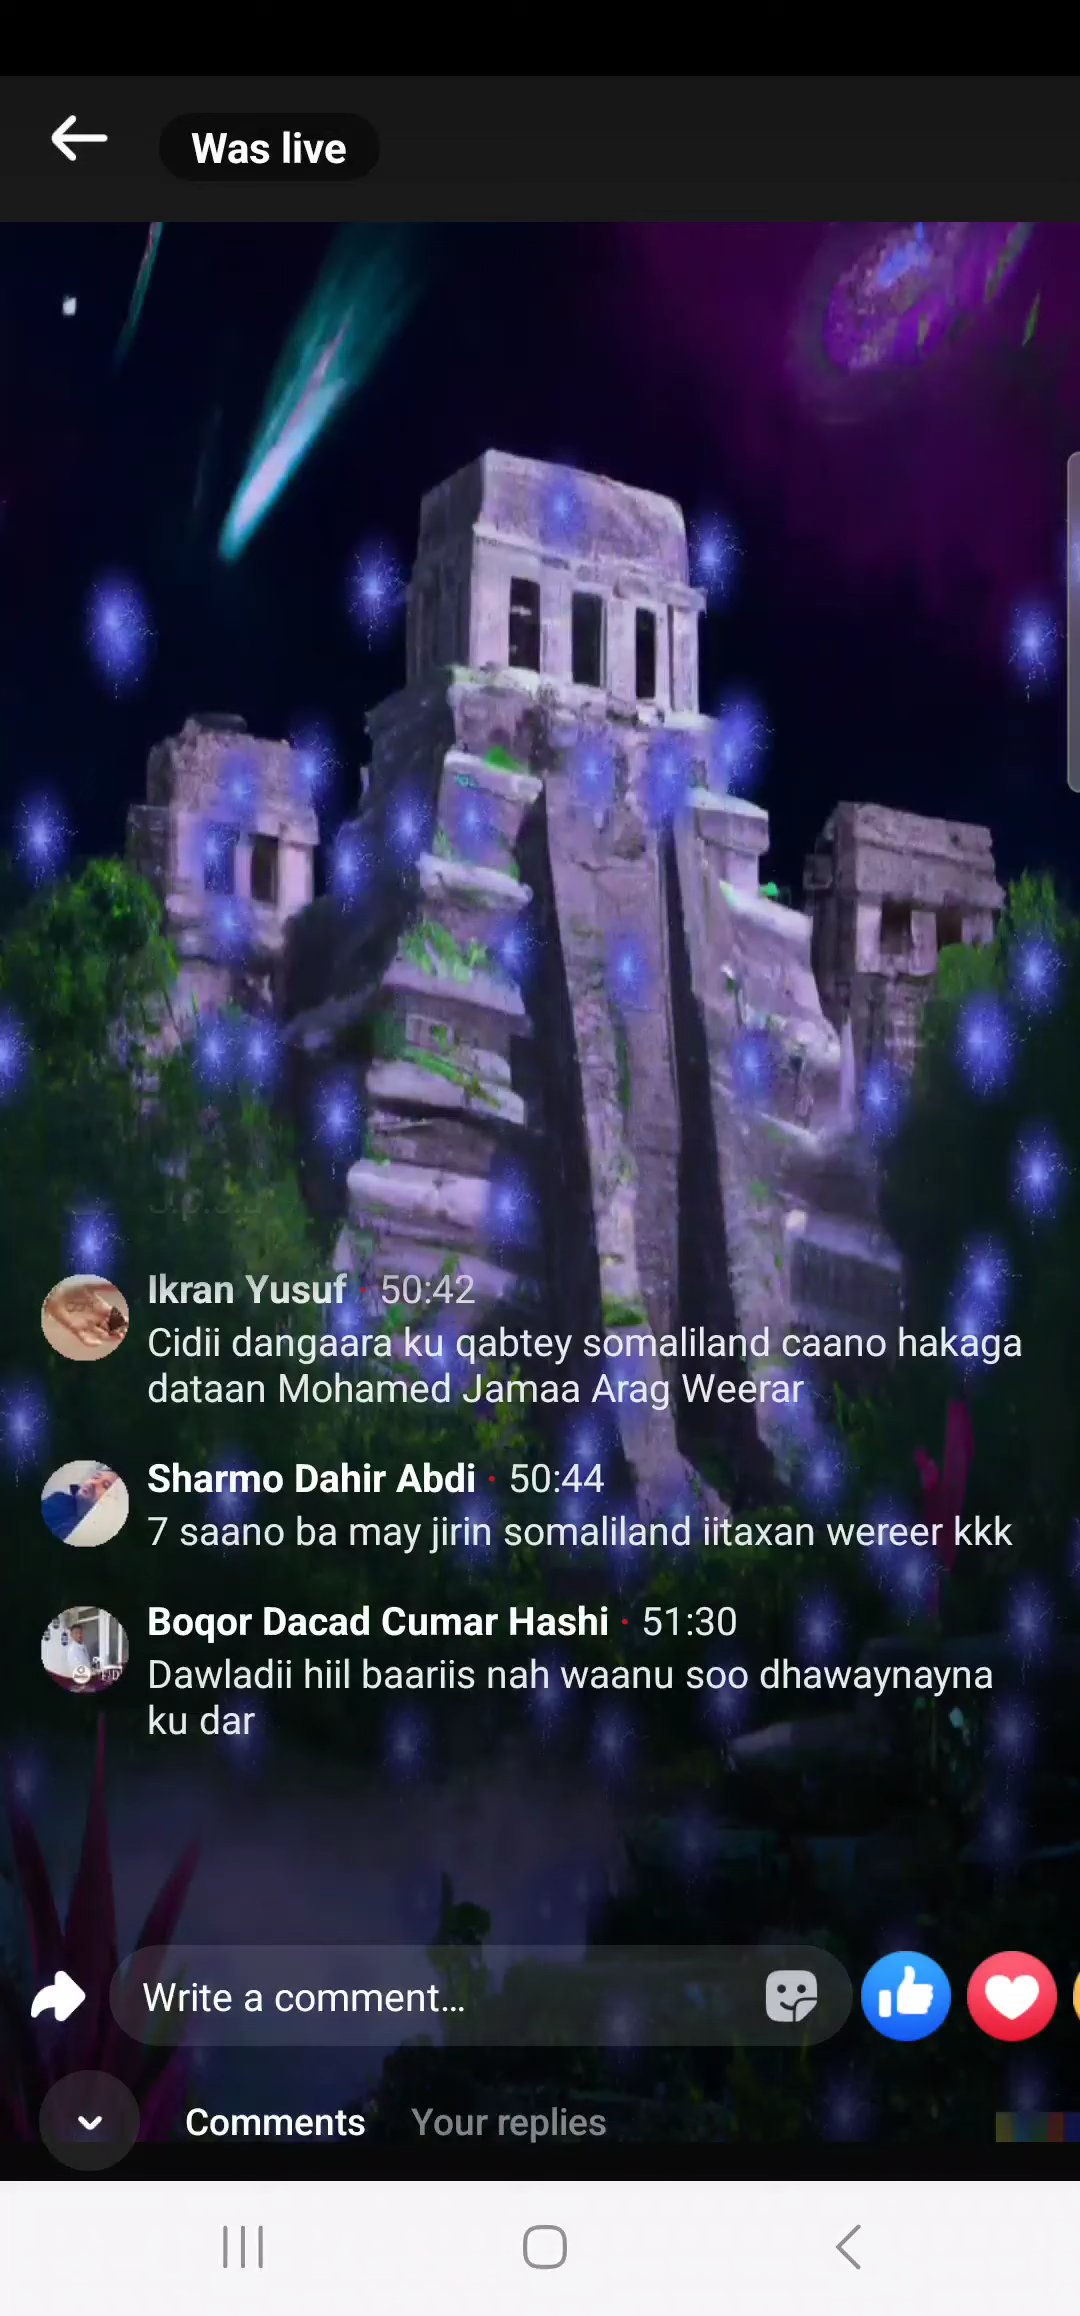 Was live
Ikran Yusuf · 50:42
Cidii dangaara ku qabtey somaliland caano hakaga
dataan Mohamed Jamaa Arag Weerar
Sharmo Dahir Abdi · 50:44
7 saano ba may jirin somaliland iitaxan wereer kkk
Boqor Dacad Cumar Hashi · 51:30
Dawladii hiil baariis nah waanu soo dhawaynayna
ku dar
Write a comment...
Comments Your replies